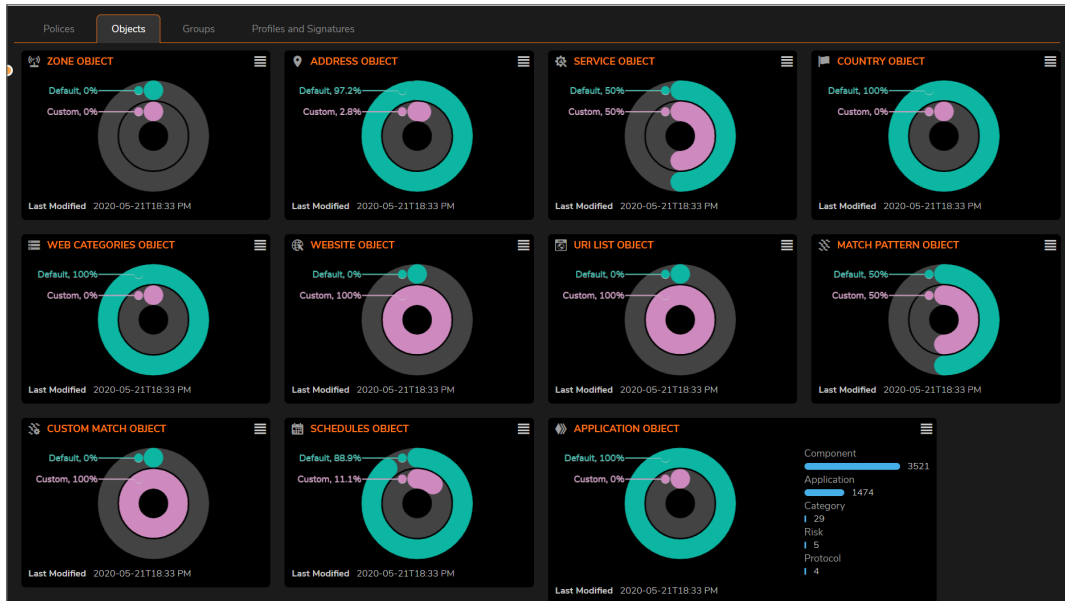 Polices
Objects
Groups
Profiles and Signatures
ZONE OBJECT
Default, 0%
Custom, 0%
Last Modified 2020-05-21T18:33 PM
ADDRESS OBJECT
Default, 97.2%
Custom, 2.8%
Last Modified 2020-05-21T18:33 PM
SERVICE OBJECT
Default, 50%
Custom, 50%
Last Modified 2020-05-21T18:33 PM
COUNTRY OBJECT
Default, 100%
Custom, 0%
Last Modified 2020-05-21T18:33 PM
WEB CATEGORIES OBJECT
Default, 100%
Custom, 0%
Last Modified 2020-05-21T18:33 PM
WEBSITE OBJECT
Default, 0%
Custom, 100%
Last Modified 2020-05-21T18:33 PM
URI LIST OBJECT
Default, 0%
Custom, 100%
Last Modified 2020-05-21T18:33 PM
MATCH PATTERN OBJECT
Default, 50%
Custom, 50%
Last Modified 2020-05-21T18:33 PM
CUSTOM MATCH OBJECT
Default, 0%
Custom, 100%
Last Modified 2020-05-21T18:33 PM
SCHEDULES OBJECT
Default, 88.9%
Custom, 11.1%
Last Modified 2020-05-21T18:33 PM
APPLICATION OBJECT
Default, 100%
Custom, 0%
Component
3521
Application
1474
Category
29
Risk
5
Protocol
4
Last Modified 2020-05-21T18:33 PM